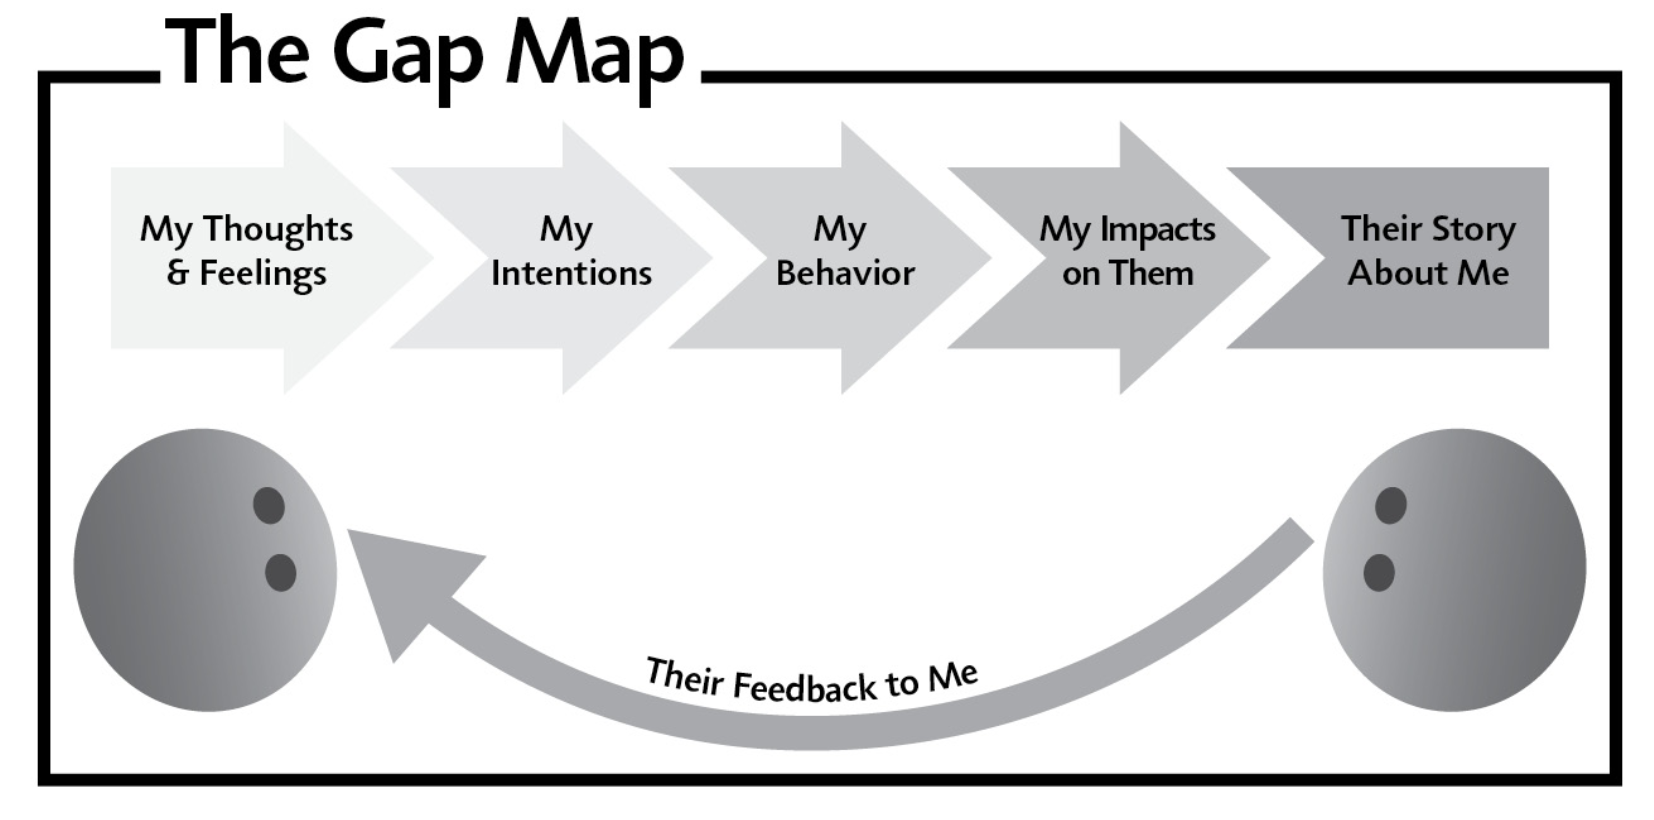 The Gap Map
My Thoughts
& Feelings
My
Intentions
My
Behavior
My Impacts
on Them
Their Story
About Me
Their Feedback to Me